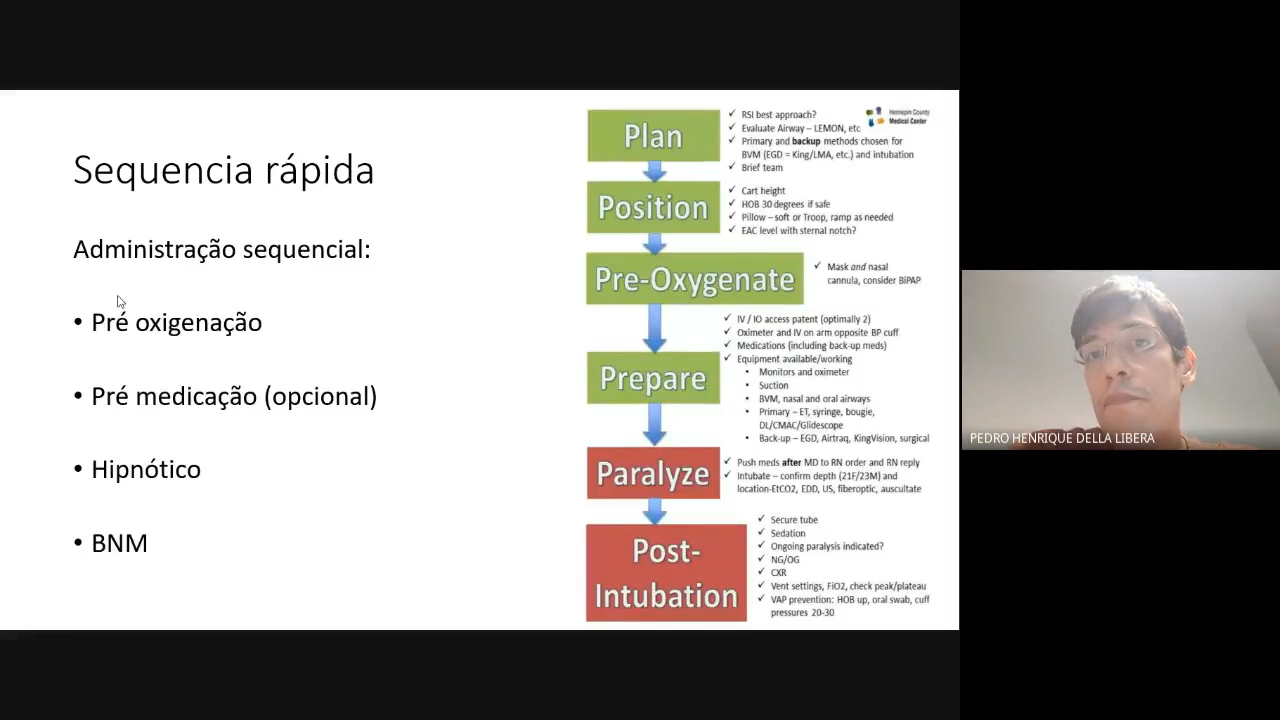 Sequencia rápida
Administração sequencial:
• Pré oxigenação
• Pré medicação (opcional)
• Hipnótico
• BNM
Hennepin County
Medical Center
Plan
✓ RSI best approach?
✓ Evaluate Airway – LEMON, etc
✓ Primary and backup methods chosen for
BVM (EGD = King/LMA, etc.) and intubation
✓ Brief team
Position
✓ Cart height
✓ HOB 30 degrees if safe
✓ Pillow – soft or Troop, ramp as needed
✓ EAC level with sternal notch?
Pre-Oxygenate
✓ Mask and nasal
cannula, consider BiPAP
Prepare
✓ IV / IO access patent (optimally 2)
✓ Oximeter and IV on arm opposite BP cuff
✓ Medications (including back-up meds)
✓ Equipment available/working
• Monitors and oximeter
• Suction
• BVM, nasal and oral airways
• Primary – ET, syringe, bougie,
DL/CMAC/Glidescope
• Back-up – EGD, Airtraq, KingVision, surgical
Paralyze
✓ Push meds after MD to RN order and RN reply
✓ Intubate – confirm depth (21F/23M) and
location-EtCO2, EDD, US, fiberoptic, auscultate
Post-
Intubation
✓ Secure tube
✓ Sedation
✓ Ongoing paralysis indicated?
✓ NG/OG
✓ CXR
✓ Vent settings, FiO2, check peak/plateau
✓ VAP prevention: HOB up, oral swab, cuff
pressures 20-30
PEDRO HENRIQUE DELLA LIBERA